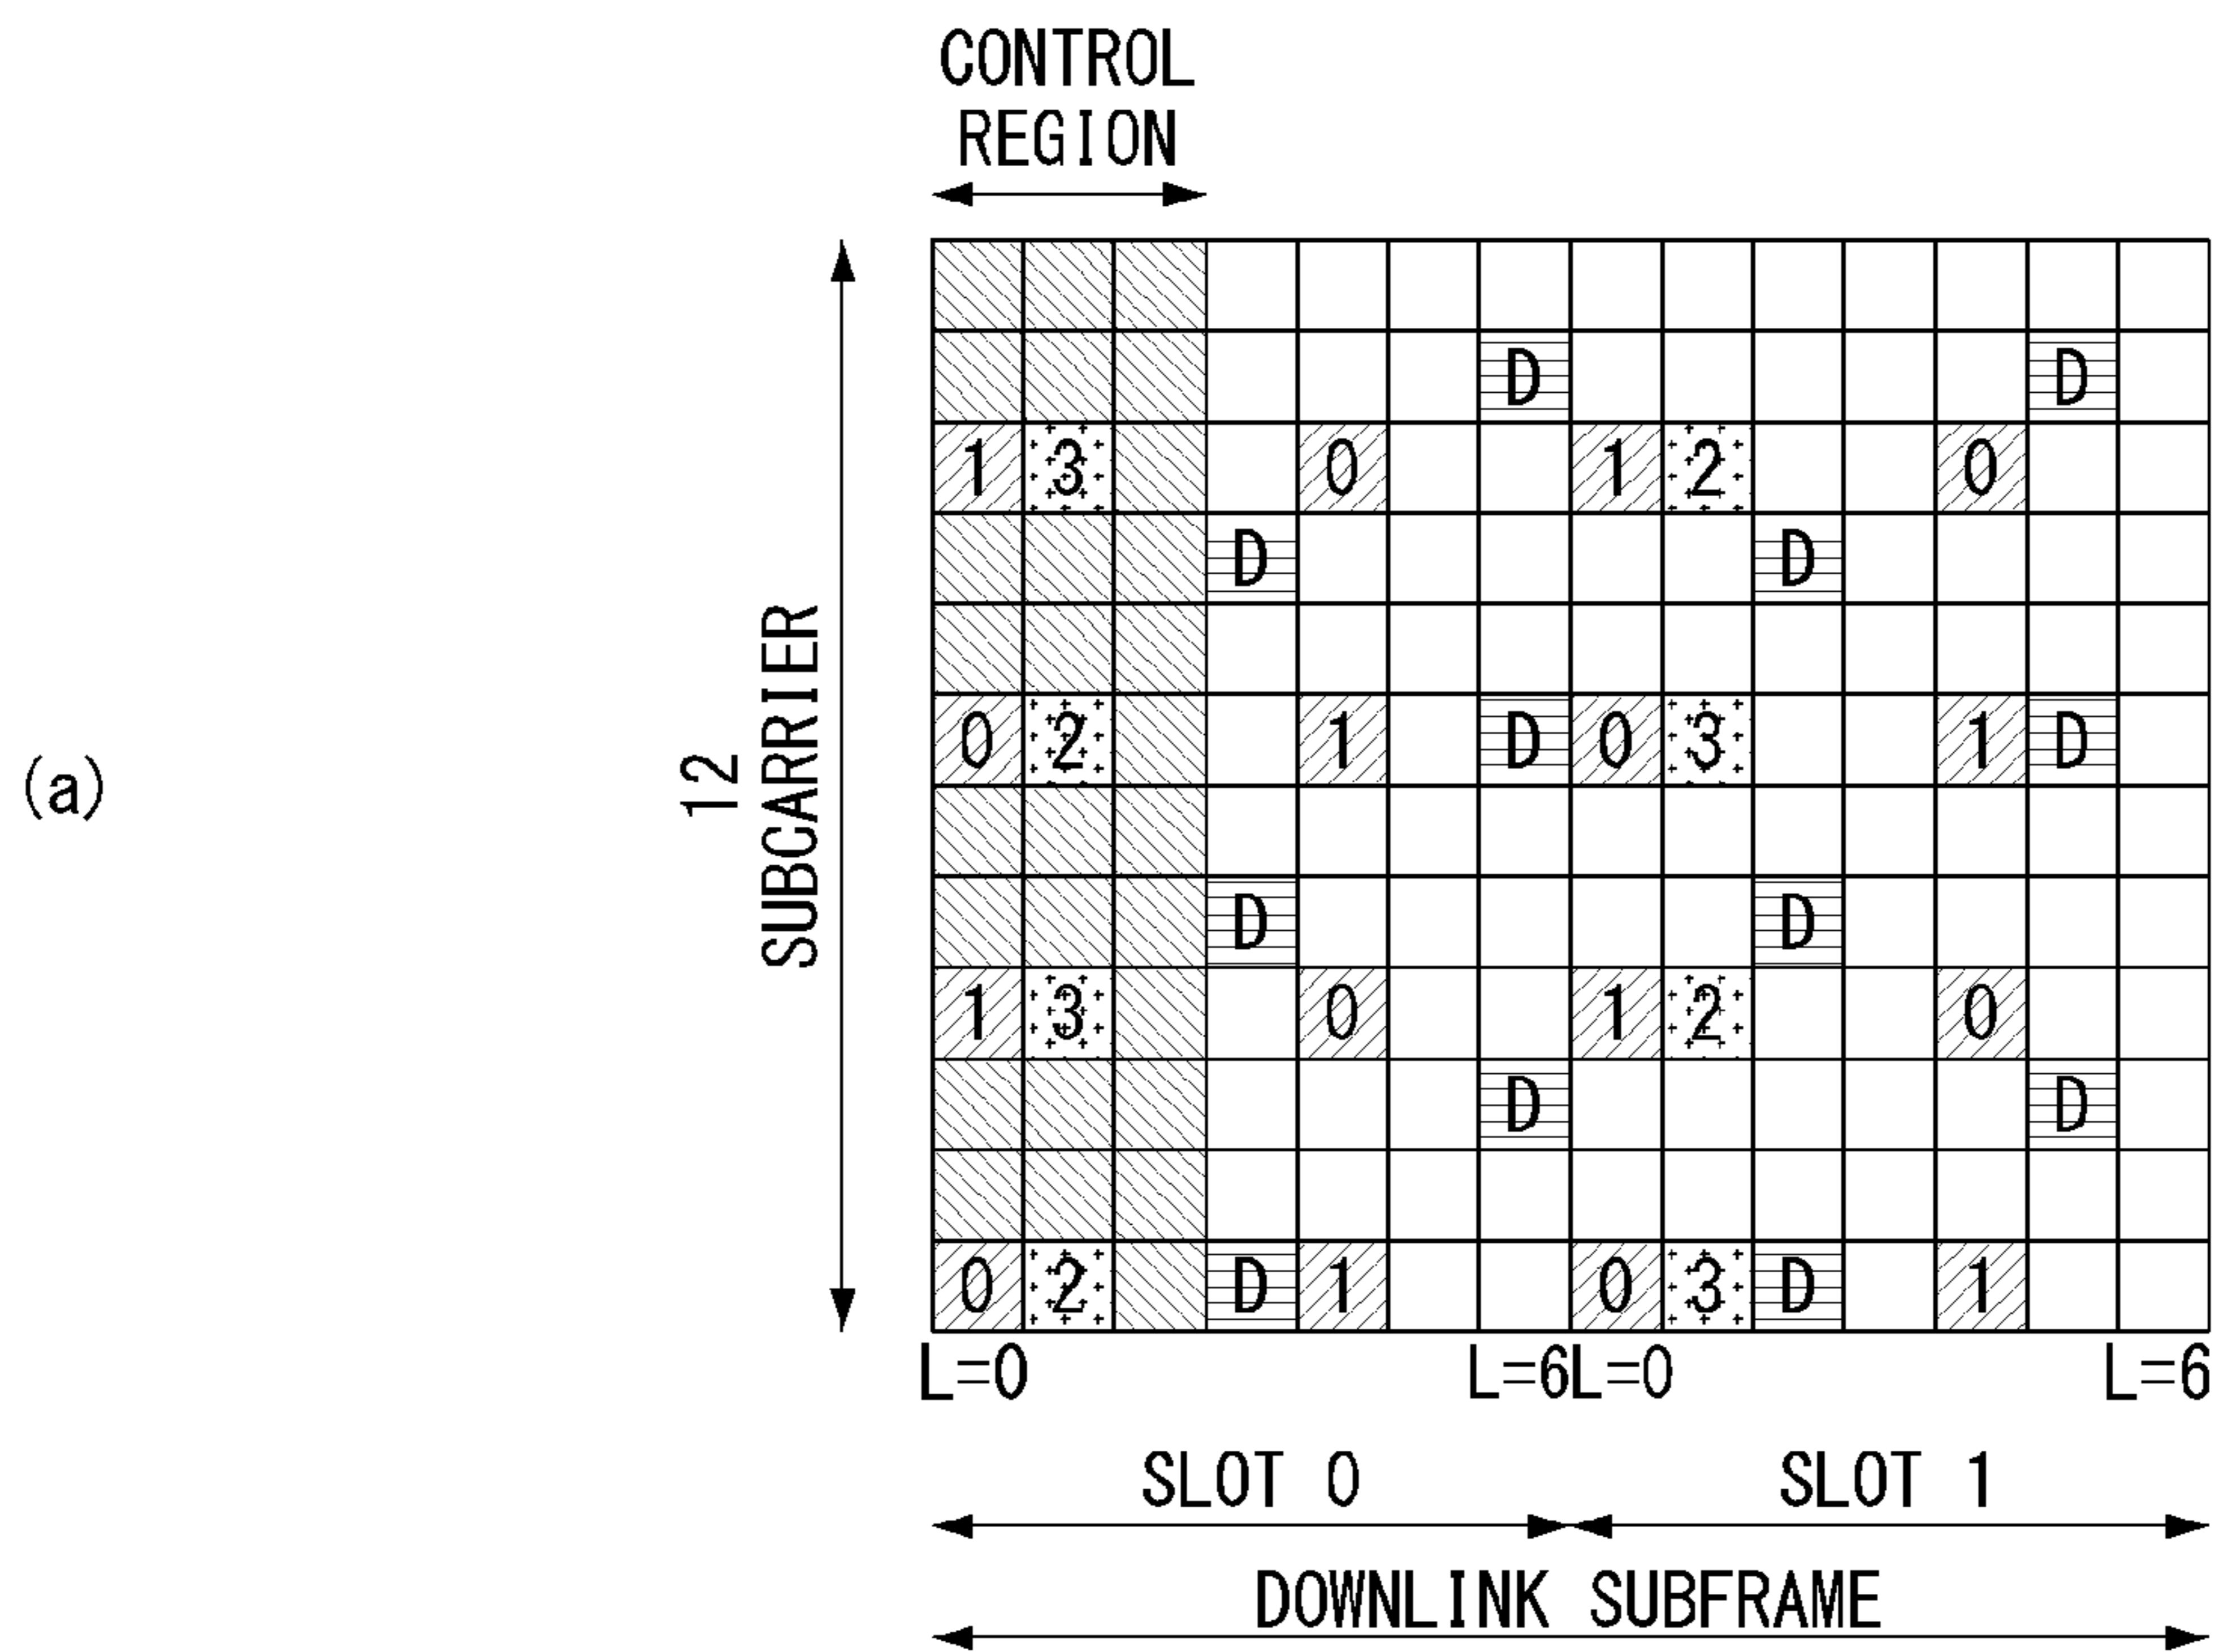 CONTROL
REGION
D D
1 3 0 1 2 0
D D
0 2 1 D 0 3 1 D
D D
1 3 0 1 2 0
D D
0 2 D 1 0 3 D 1
12
SUBCARRIER
(a)
L=0 L=6 L=0 L=6
SLOT 0 SLOT 1
DOWNLINK SUBFRAME